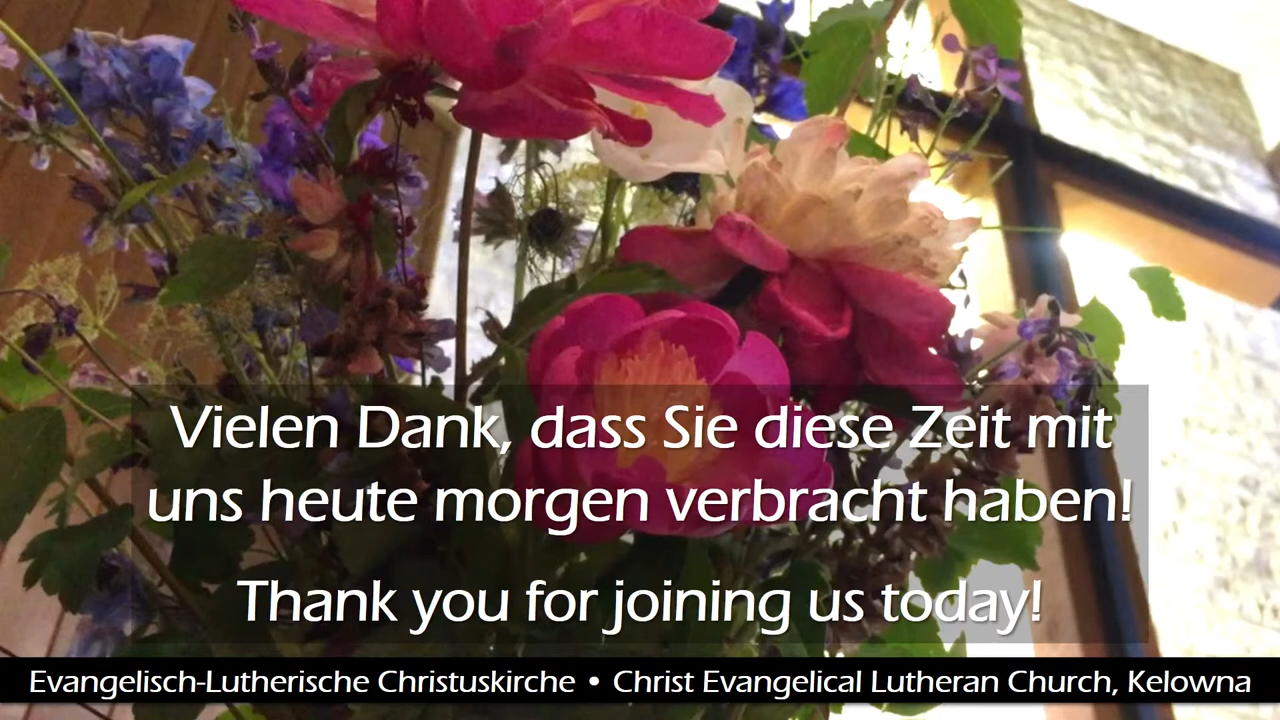 Vielen Dank, dass Sie diese Zeit mit
uns heute morgen verbracht haben!
Thank you for joining us today!
Evangelisch-Lutherische Christuskirche • Christ Evangelical Lutheran Church, Kelowna